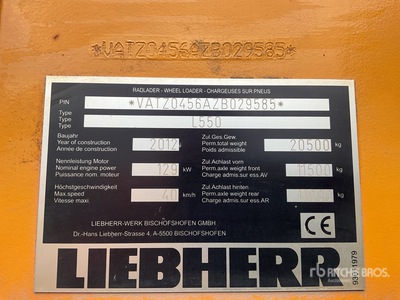 *VATZ0456AZB029585*
RADLADER - WHEEL LOADER - CHARGEUSES SUR PNEUS
PIN *VATZ0456AZB029585*
Type
Type L550
Type
Baujahr
Year of construction 2012
Année de construction
Zul.Ges Gew.
Perm.total weight 20500 kg
Poids admissible
Nennleistung Motor
Nominal engine power 129 kW
Puissance nom. moteur
Zul.Achslast vorn
Perm.axle weight front 11500 kg
Charge admis.sur ess.AV
Höchstgeschwindigkeit
Max.speed 40 km/h
Vitesse maxi.
Zul.Achslast hinten
Perm.axle weight rear kg
Charge admis.sur ess.AR
LIEBHERR-WERK BISCHOFSHOFEN GMBH
Dr.-Hans Liebherr-Strasse 4, A-5500 BISCHOFSHOFEN
CE
LIEBHERR
RITCHIE BROS.